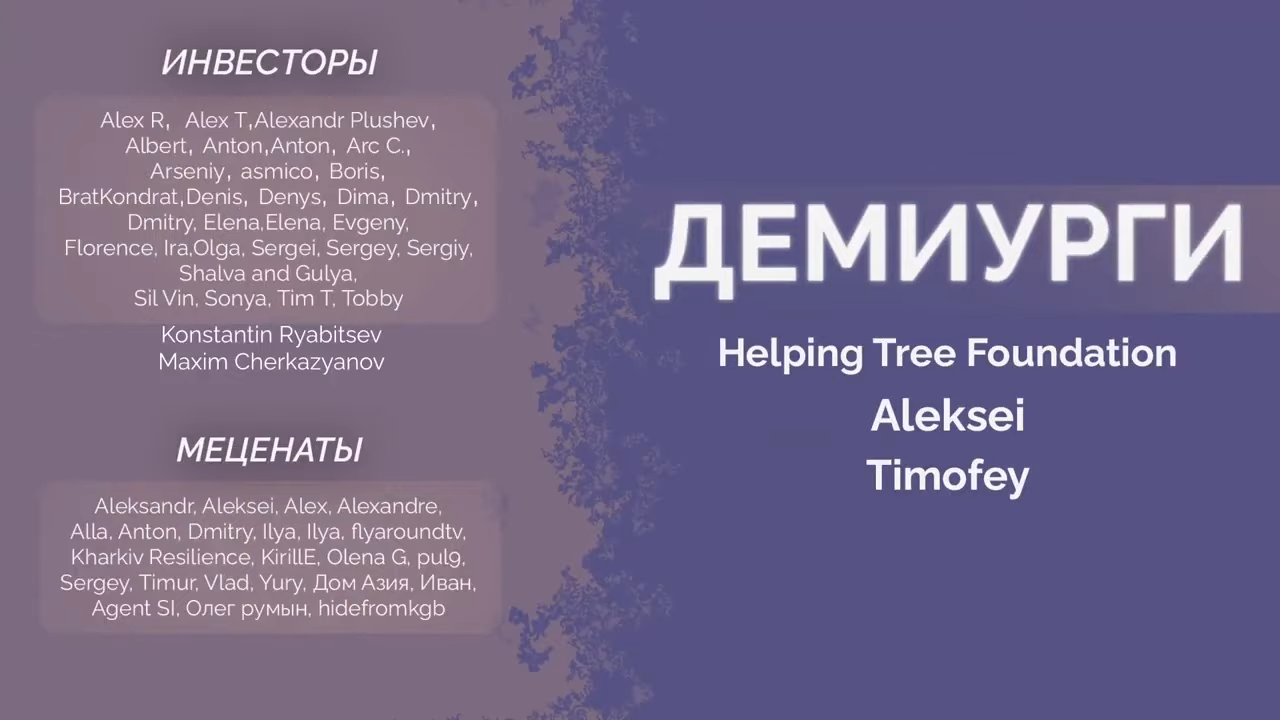 ИНВЕСТОРЫ
Alex R, Alex T,Alexandr Plushev,
Albert, Anton,Anton, Arc C.,
Arseniy, asmico, Boris,
BratKondrat,Denis, Denys, Dima, Dmitry,
Dmitry, Elena,Elena, Evgeny,
Florence, Ira,Olga, Sergei, Sergey, Sergiy,
Shalva and Gulya,
Sil Vin, Sonya, Tim T, Tobby
Konstantin Ryabitsev
Maxim Cherkazyanov
МЕЦЕНАТЫ
Aleksandr, Aleksei, Alex, Alexandre,
Alla, Anton, Dmitry, Ilya, Ilya, flyaroundtv,
Kharkiv Resilience, KirillE, Olena G, pul9,
Sergey, Timur, Vlad, Yury, Дом Азия, Иван,
Agent SI, Олег румын, hidefromkgb
ДЕМИУРГИ
Helping Tree Foundation
Aleksei
Timofey